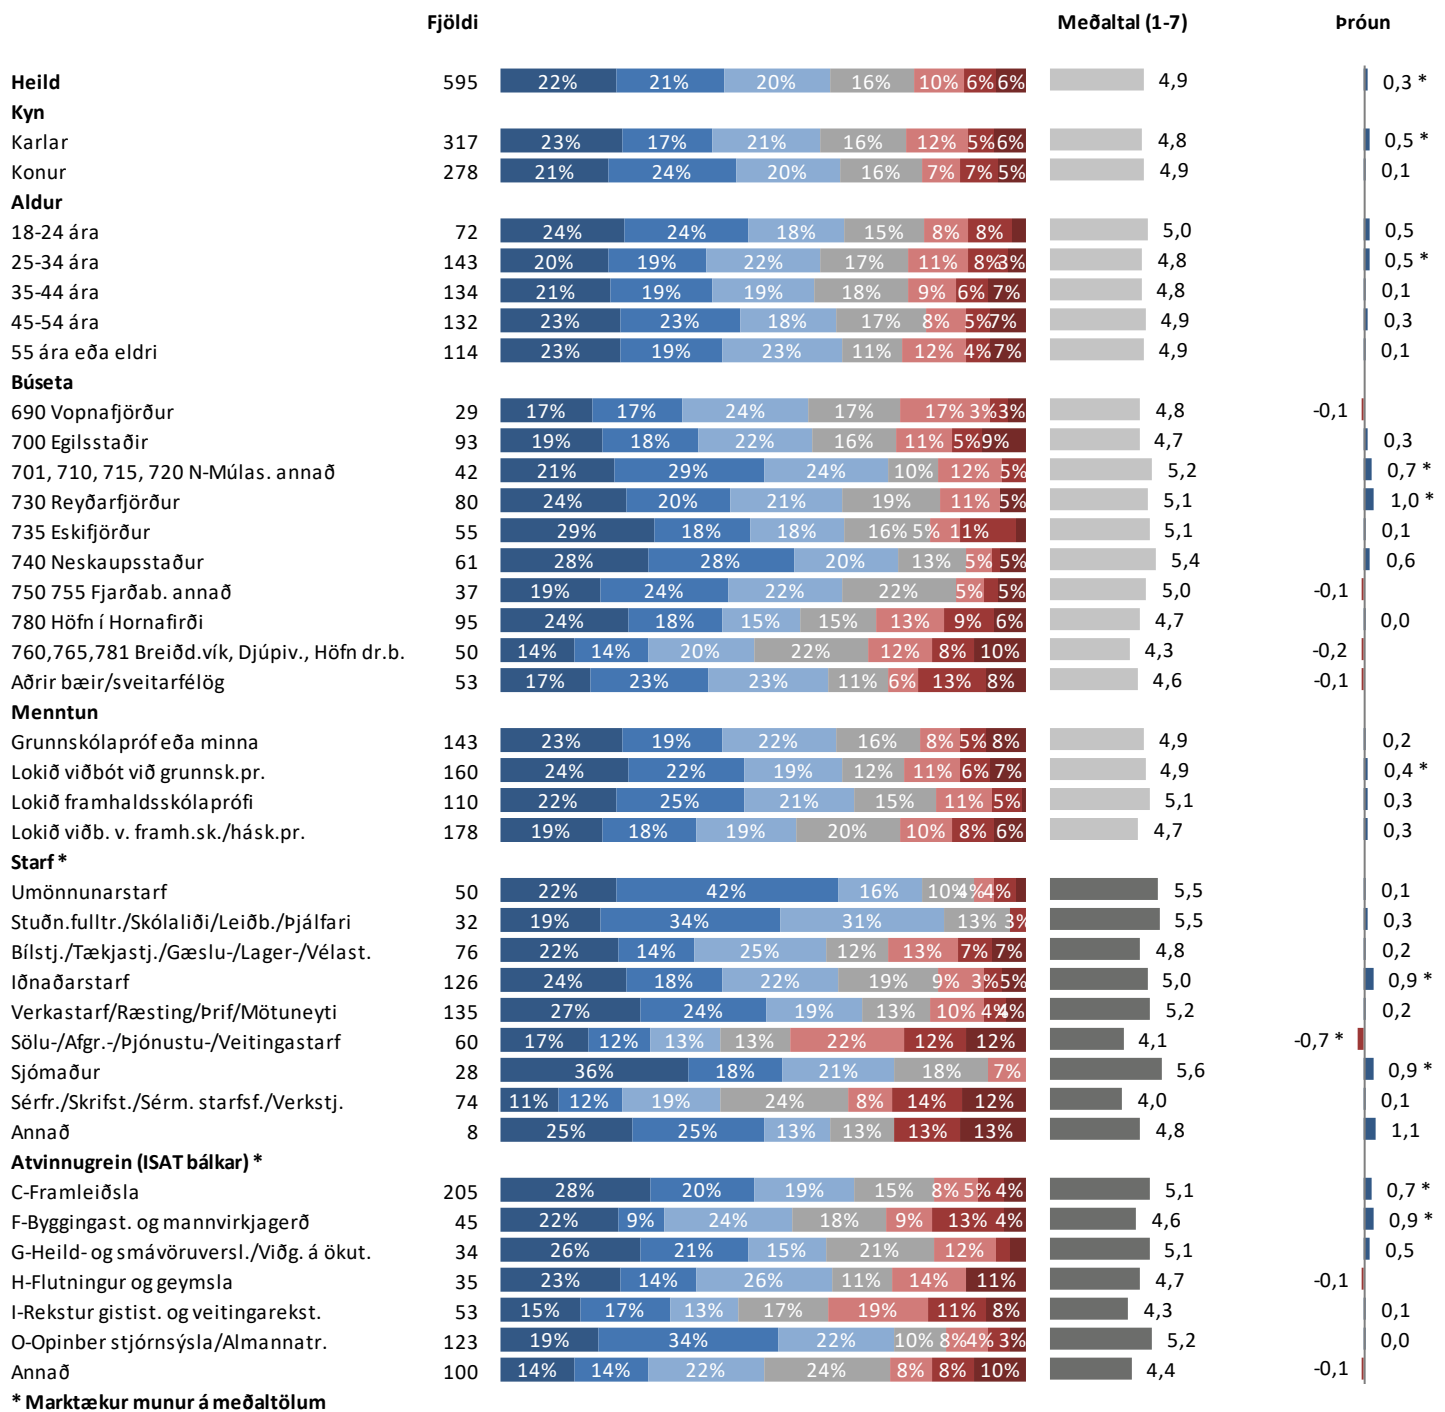 Fjöldi Meðaltal (1-7) Þróun
Heild 595 22% 21% 20% 16% 10% 6% 6% 4,9 0,3 *
Kyn
Karlar 317 23% 17% 21% 16% 12% 5% 6% 4,8 0,5 *
Konur 278 21% 24% 20% 16% 7% 7% 5% 4,9 0,1
Aldur
18-24 ára 72 24% 24% 18% 15% 8% 8% 5,0 0,5
25-34 ára 143 20% 19% 22% 17% 11% 8% 3% 4,8 0,5 *
35-44 ára 134 21% 19% 19% 18% 9% 6% 7% 4,8 0,1
45-54 ára 132 23% 23% 18% 17% 8% 5% 7% 4,9 0,3
55 ára eða eldri 114 23% 19% 23% 11% 12% 4% 7% 4,9 0,1
Búseta
690 Vopnafjörður 29 17% 17% 24% 17% 17% 3% 3% 4,8 -0,1
700 Egilsstaðir 93 19% 18% 22% 16% 11% 5% 9% 4,7 0,3
701, 710, 715, 720 N-Múlas. annað 42 21% 29% 24% 10% 12% 5% 5,2 0,7 *
730 Reyðarfjörður 80 24% 20% 21% 19% 11% 5% 5,1 1,0 *
735 Eskifjörður 55 29% 18% 18% 16% 5% 11% 5,1 0,1
740 Neskaupsstaður 61 28% 28% 20% 13% 5% 5% 5,4 0,6
750 755 Fjarðab. annað 37 19% 24% 22% 22% 5% 5% 5,0 -0,1
780 Höfn í Hornafirði 95 24% 18% 15% 15% 13% 9% 6% 4,7 0,0
760,765,781 Breiðd.vík, Djúpiv., Höfn dr.b. 50 14% 14% 20% 22% 12% 8% 10% 4,3 -0,2
Aðrir bæir/sveitarfélög 53 17% 23% 23% 11% 6% 13% 8% 4,6 -0,1
Menntun
Grunnskólapróf eða minna 143 23% 19% 22% 16% 8% 5% 8% 4,9 0,2
Lokið viðbót við grunnsk.pr. 160 24% 22% 19% 12% 11% 6% 7% 4,9 0,4 *
Lokið framhaldsskólaprófi 110 22% 25% 21% 15% 11% 5% 5,1 0,3
Lokið viðb. v. framh.sk./hásk.pr. 178 19% 18% 19% 20% 10% 8% 6% 4,7 0,3
Starf *
Umönnunarstarf 50 22% 42% 16% 10% 4% 4% 5,5 0,1
Stuðn.fulltr./Skólaliði/Leiðb./Þjálfari 32 19% 34% 31% 13% 3% 5,5 0,3
Bílstj./Tækjastj./Gæslu-/Lager-/Vélast. 76 22% 14% 25% 12% 13% 7% 7% 4,8 0,2
Iðnaðarstarf 126 24% 18% 22% 19% 9% 3% 5% 5,0 0,9 *
Verkastarf/Ræsting/Þrif/Mötuneyti 135 27% 24% 19% 13% 10% 4% 4% 5,2 0,2
Sölu-/Afgr.-/Þjónustu-/Veitingastarf 60 17% 12% 13% 13% 22% 12% 12% 4,1 -0,7 *
Sjómaður 28 36% 18% 21% 18% 7% 5,6 0,9 *
Sérfr./Skrifst./Sérm. starfsf./Verkstj. 74 11% 12% 19% 24% 8% 14% 12% 4,0 0,1
Annað 8 25% 25% 13% 13% 13% 13% 4,8 1,1
Atvinnugrein (ISAT bálkar) *
C-Framleiðsla 205 28% 20% 19% 15% 8% 5% 4% 5,1 0,7 *
F-Byggingast. og mannvirkjagerð 45 22% 9% 24% 18% 9% 13% 4% 4,6 0,9 *
G-Heild- og smávöruversl./Viðg. á ökut. 34 26% 21% 15% 21% 12% 5,1 0,5
H-Flutningur og geymsla 35 23% 14% 26% 11% 14% 11% 4,7 -0,1
I-Rekstur gistist. og veitingarekst. 53 15% 17% 13% 17% 19% 11% 8% 4,3 0,1
O-Opinber stjórnsýsla/Almannatr. 123 19% 34% 22% 10% 8% 4% 3% 5,2 0,0
Annað 100 14% 14% 22% 24% 8% 8% 10% 4,4 -0,1
* Marktækur munur á meðaltölum